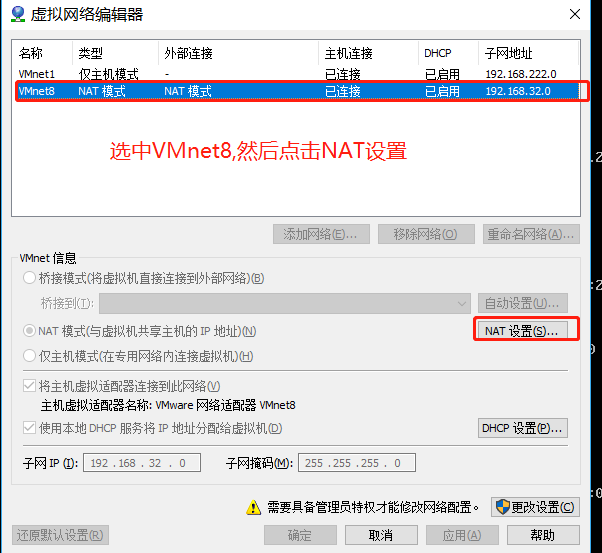 虚拟网络编辑器
名称 类型 外部连接 主机连接 DHCP 子网地址
VMnet1 仅主机模式 - 已连接 已启用 192.168.222.0
VMnet8 NAT 模式 NAT 模式 已连接 已启用 192.168.32.0
选中VMnet8,然后点击NAT设置
添加网络(E)... 移除网络(O) 重命名网络(A)...
VMnet 信息
桥接模式(将虚拟机直接连接到外部网络)(B)
桥接到(T): 自动设置(U)...
NAT 模式(与虚拟机共享主机的 IP 地址)(N) NAT 设置(S)...
仅主机模式(在专用网络内连接虚拟机)(H)
将主机虚拟适配器连接到此网络(V)
主机虚拟适配器名称: VMware 网络适配器 VMnet8
使用本地 DHCP 服务将 IP 地址分配给虚拟机(D) DHCP 设置(P)...
子网 IP (I): 192 . 168 . 32 . 0 子网掩码(M): 255 . 255 . 255 . 0
需要具备管理员特权才能修改网络配置。 更改设置(C)
还原默认设置(R) 确定 取消 应用(A) 帮助